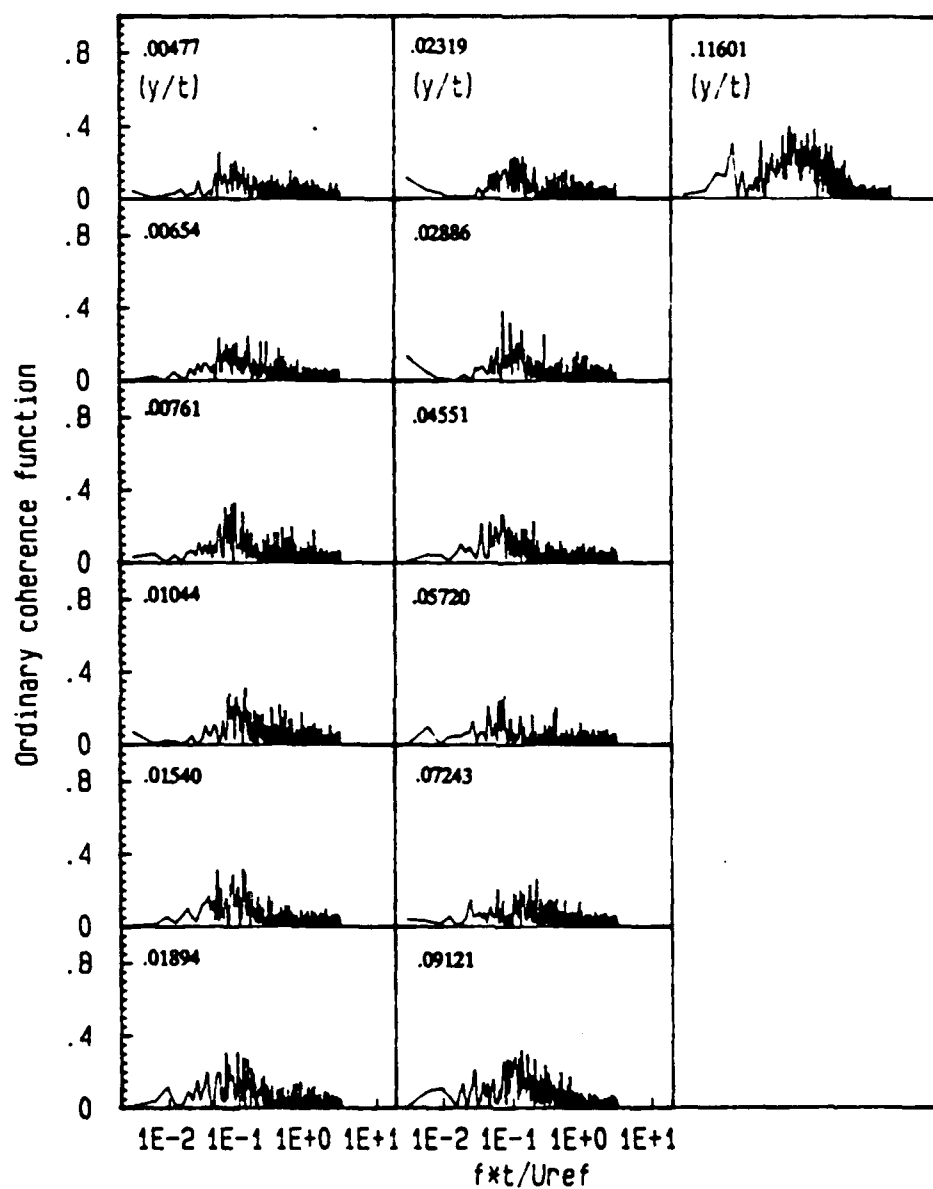 .8 .00477 .02319 .11601
(y/t) (y/t) (y/t)
.4
0
.8 .00654 .02886
.4
0
.8 .00761 .04551
.4
0
.8 .01044 .05720
.4
0
.8 .01540 .07243
.4
0
.8 .01894 .09121
.4
0
Ordinary coherence function
1E-2 1E-1 1E+0 1E+1 1E-2 1E-1 1E+0 1E+1
f*t/Uref